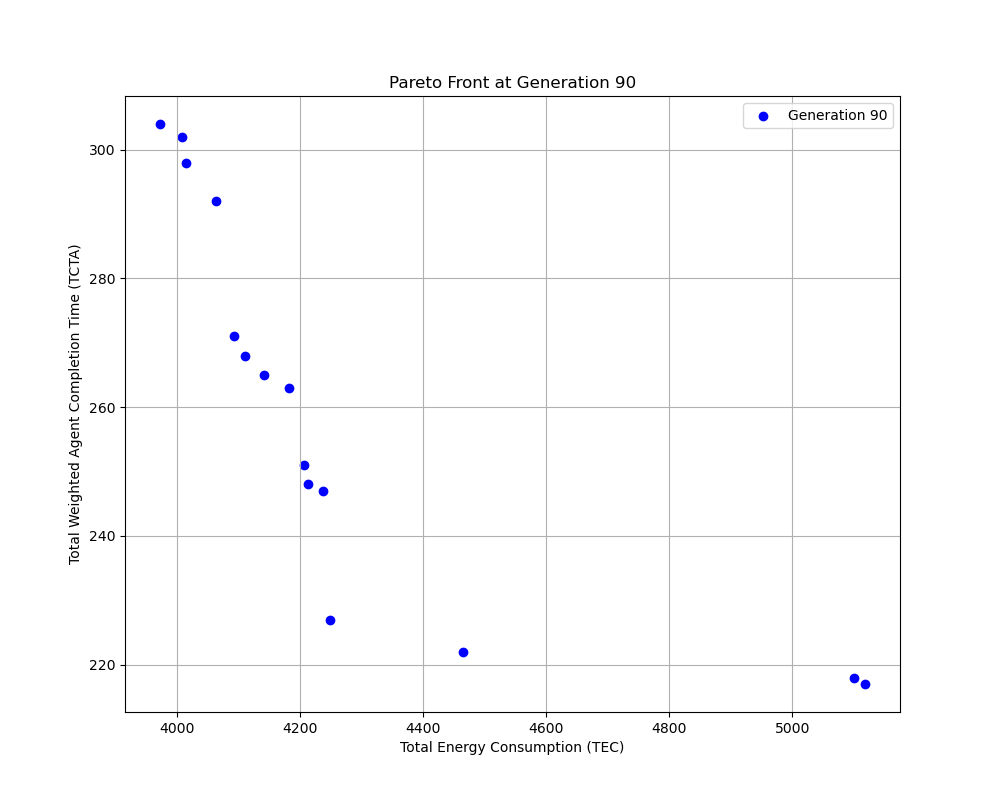 Pareto Front at Generation 90
Generation 90
Total Weighted Agent Completion Time (TCTA)
300
280
260
240
220
4000 4200 4400 4600 4800 5000
Total Energy Consumption (TEC)